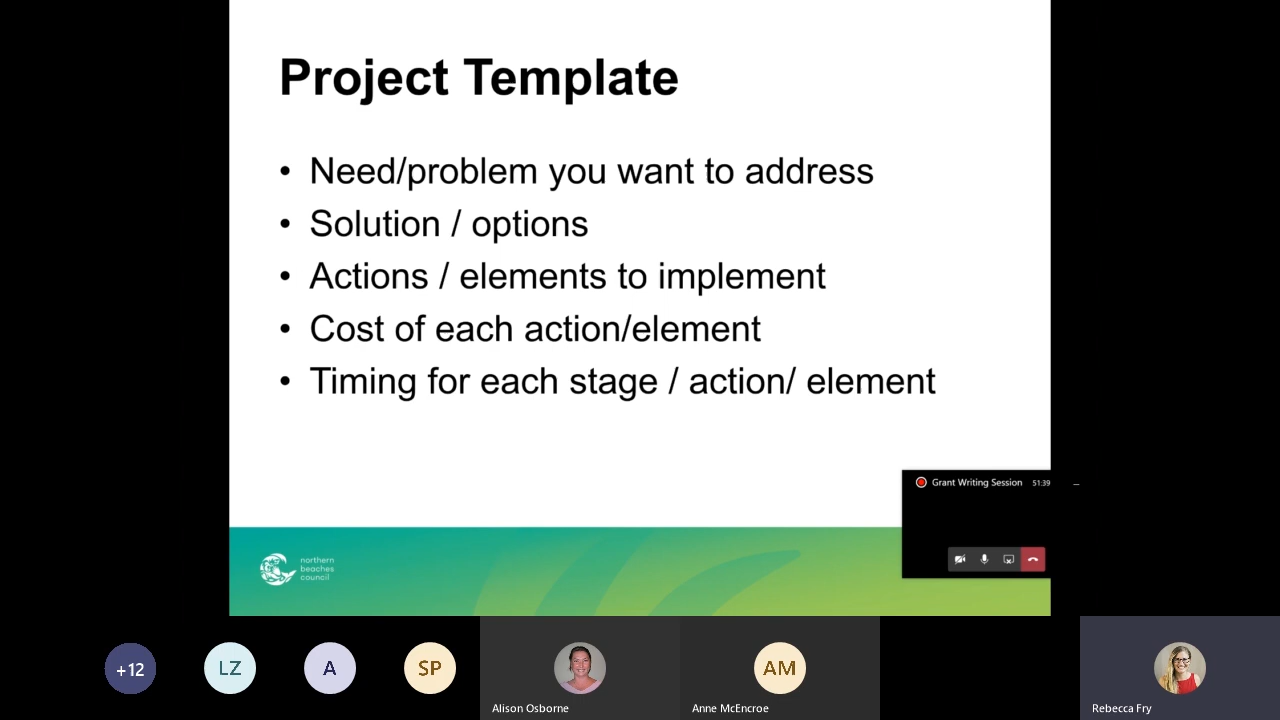 Project Template
• Need/problem you want to address
• Solution / options
• Actions / elements to implement
• Cost of each action/element
• Timing for each stage / action/ element
Grant Writing Session 51:39
northern
beaches
council
+12
LZ
A
SP
AM
Alison Osborne
Anne McEncroe
Rebecca Fry